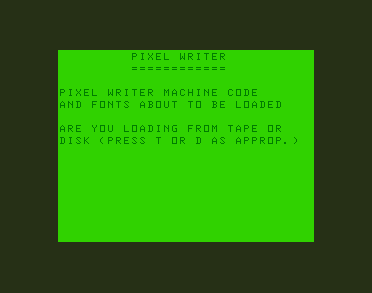 PIXEL WRITER
============
PIXEL WRITER MACHINE CODE
AND FONTS ABOUT TO BE LOADED
ARE YOU LOADING FROM TAPE OR
DISK (PRESS T OR D AS APPROP.)